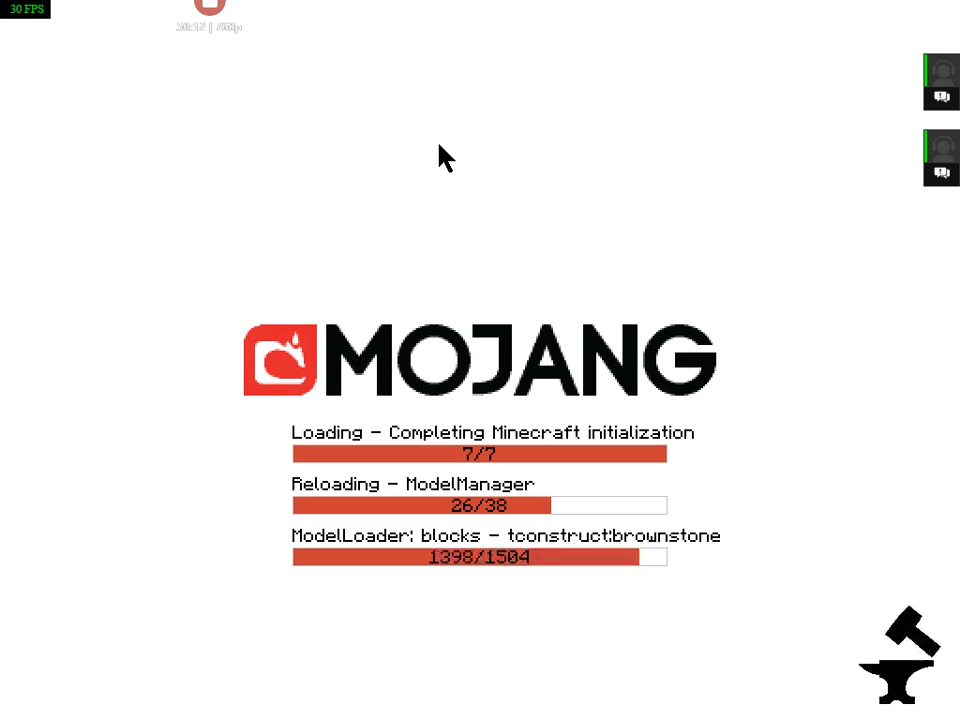 30 FPS
MOJANG
Loading - Completing Minecraft initialization
7/7
Reloading - ModelManager
26/38
ModelLoader: blocks - tconstruct:brownstone
1398/1504